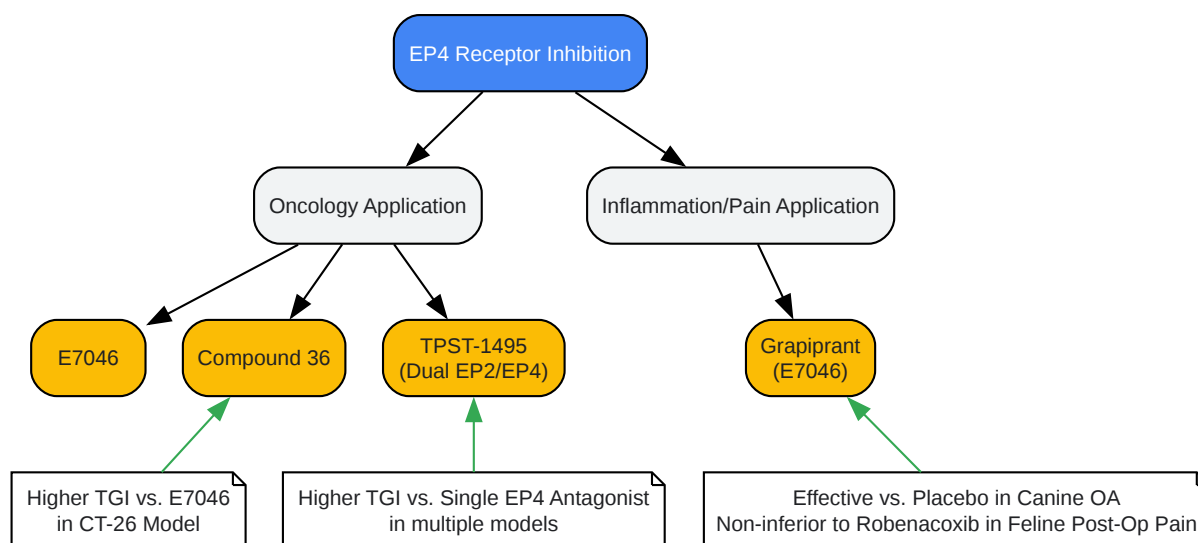 EP4 Receptor Inhibition
Oncology Application
Inflammation/Pain Application
E7046
Compound 36
TPST-1495
(Dual EP2/EP4)
Grapiprant
(E7046)
Higher TGI vs. E7046
in CT-26 Model
Higher TGI vs. Single EP4 Antagonist
in multiple models
Effective vs. Placebo in Canine OA
Non-inferior to Robenacoxib in Feline Post-Op Pain